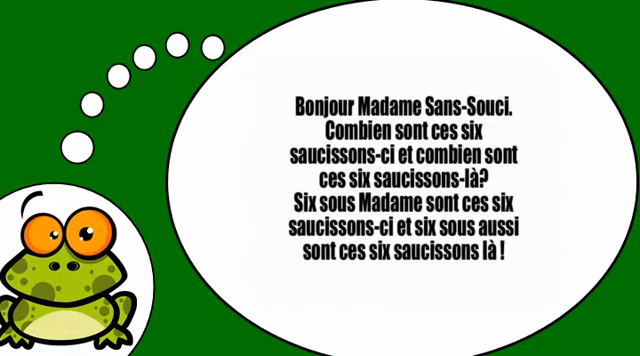 Bonjour Madame Sans-Souci.
Combien sont ces six
saucissons-ci et combien sont
ces six saucissons-là?
Six sous Madame sont ces six
saucissons-ci et six sous aussi
sont ces six saucissons là !